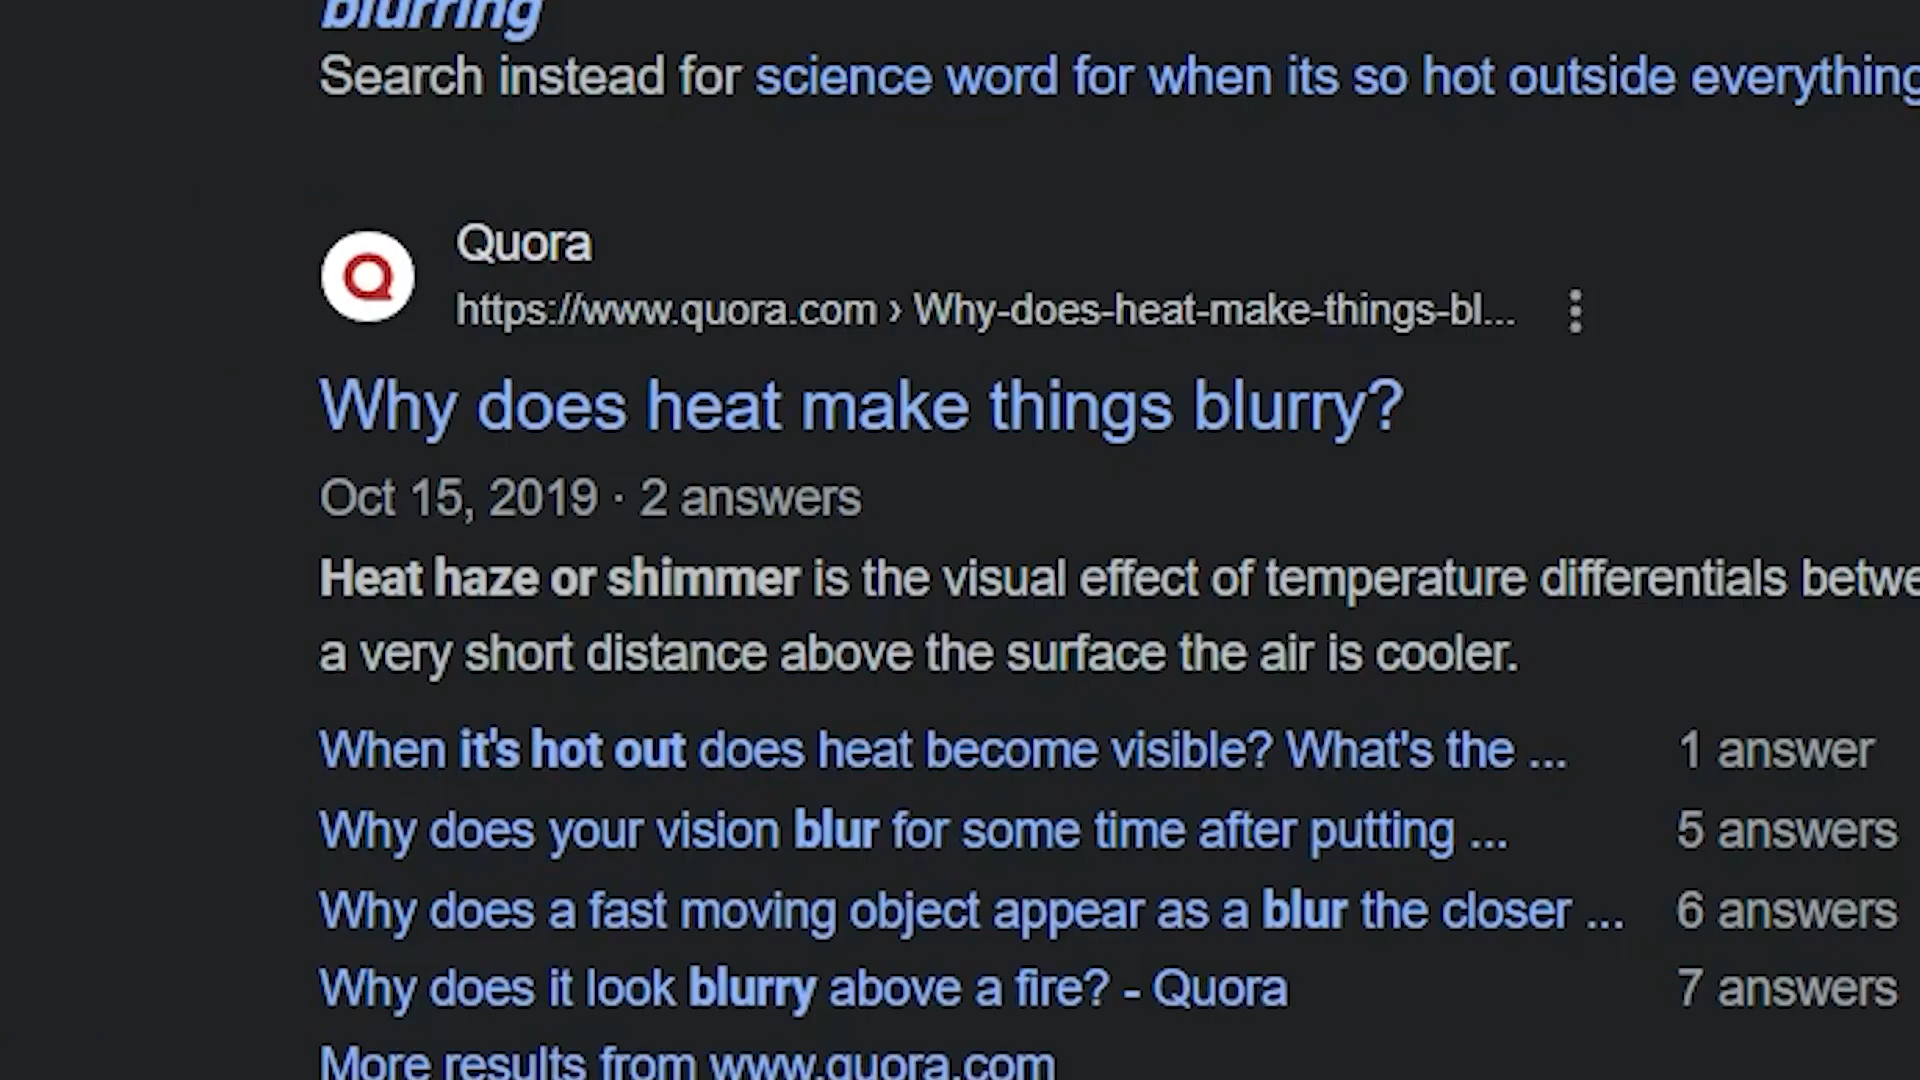 blurring
Search instead for science word for when its so hot outside everything
Quora
https://www.quora.com › Why-does-heat-make-things-bl...
Why does heat make things blurry?
Oct 15, 2019 · 2 answers
Heat haze or shimmer is the visual effect of temperature differentials betwe
a very short distance above the surface the air is cooler.
When it's hot out does heat become visible? What's the ... 1 answer
Why does your vision blur for some time after putting ... 5 answers
Why does a fast moving object appear as a blur the closer ... 6 answers
Why does it look blurry above a fire? - Quora 7 answers
More results from www.quora.com